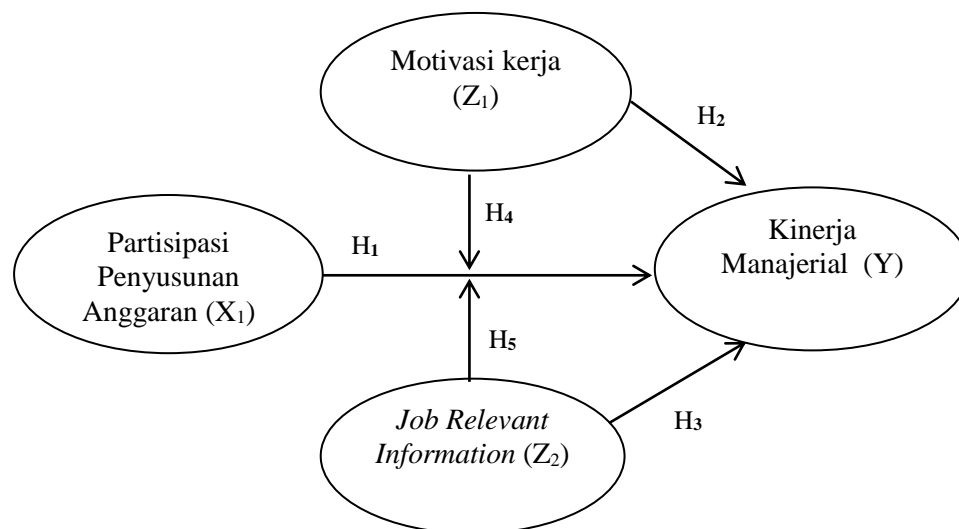 Motivasi kerja
(Z₁)
H₂
H₄
Partisipasi
Penyusunan
Anggaran (X₁)
H₁
Kinerja
Manajerial (Y)
H₅
Job Relevant
Information (Z₂)
H₃